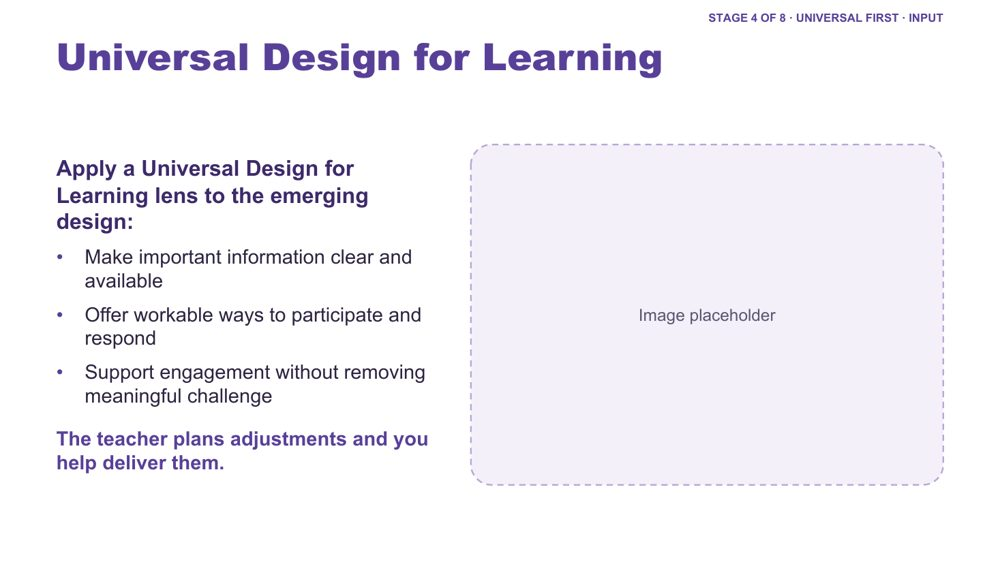 STAGE 4 OF 8 · UNIVERSAL FIRST · INPUT
Universal Design for Learning
Apply a Universal Design for
Learning lens to the emerging
design:
• Make important information clear and
available
• Offer workable ways to participate and
respond
• Support engagement without removing
meaningful challenge
The teacher plans adjustments and you
help deliver them.
Image placeholder